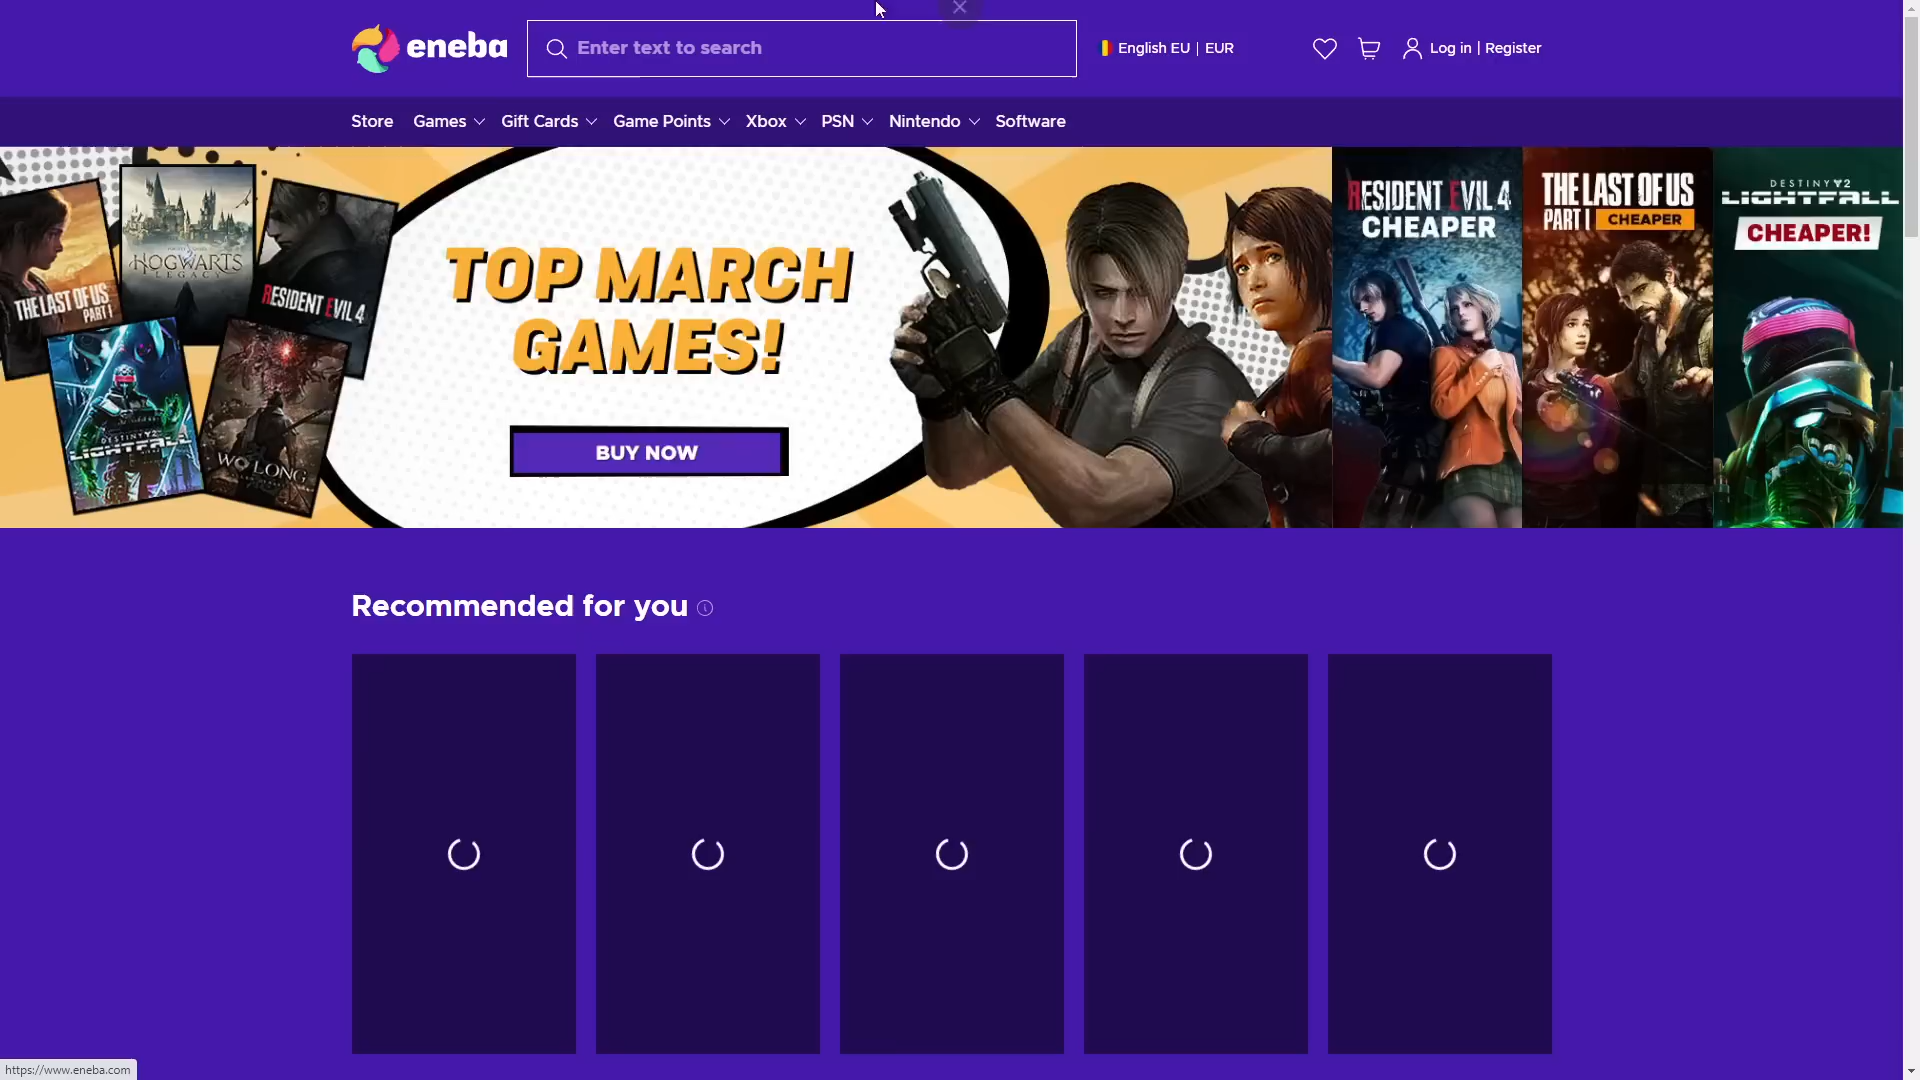 eneba
Enter text to search
English EU | EUR
Log in | Register
Store
Games
Gift Cards
Game Points
Xbox
PSN
Nintendo
Software
THE LAST OF US
PART I
HOGWARTS
LEGACY
RESIDENT EVIL 4
DESTINY 2
LIGHTFALL
WO LONG
TOP MARCH
GAMES!
BUY NOW
RESIDENT EVIL 4
CHEAPER
THE LAST OF US
PART I CHEAPER
DESTINY 2
LIGHTFALL
CHEAPER!
Recommended for you
https://www.eneba.com